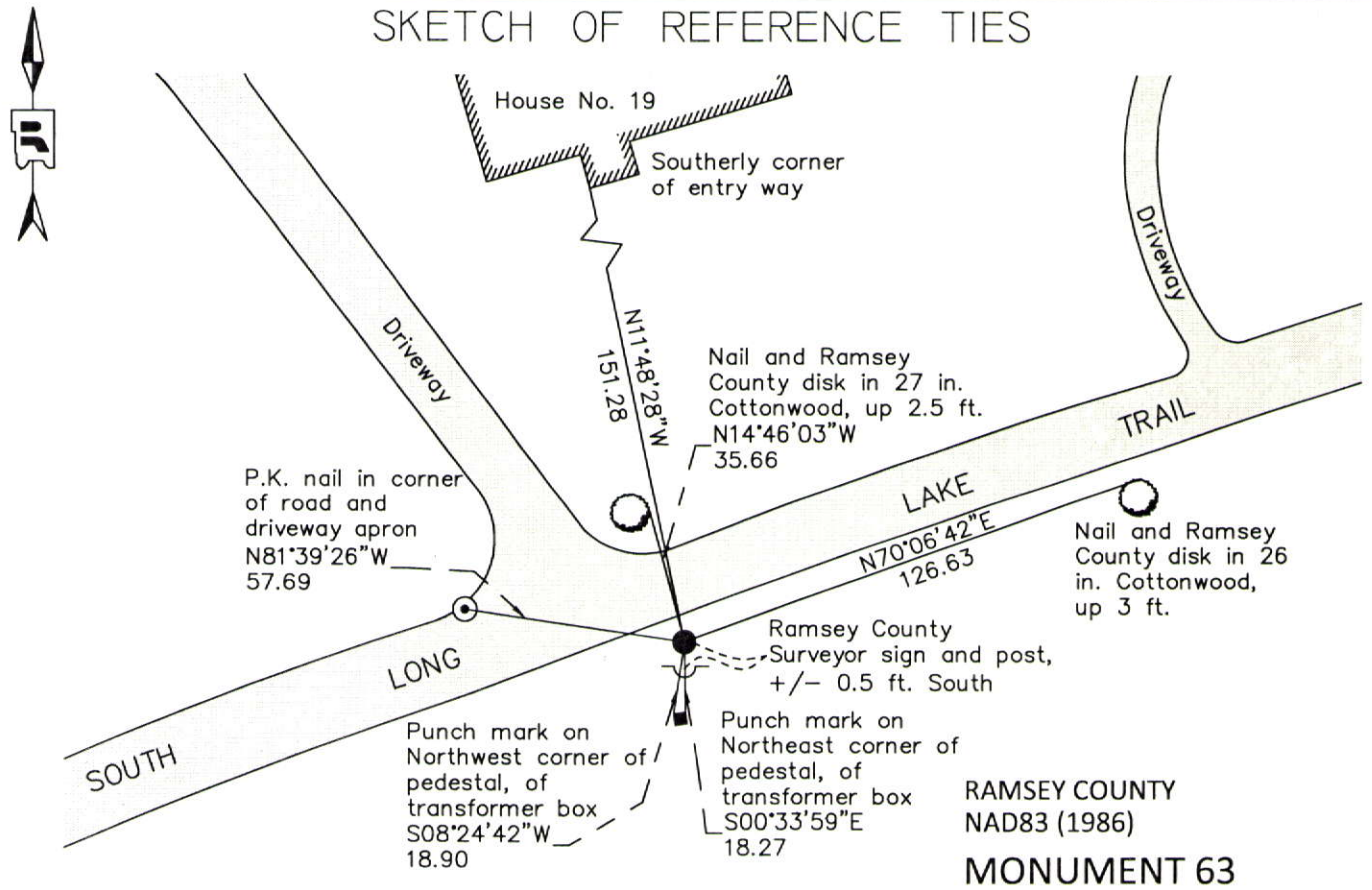 SKETCH OF REFERENCE TIES
House No. 19
Southerly corner
of entry way
Driveway
Driveway
N11°48'28"W
151.28
Nail and Ramsey
County disk in 27 in.
Cottonwood, up 2.5 ft.
N14°46'03"W
35.66
P.K. nail in corner
of road and
driveway apron
N81°39'26"W
57.69
SOUTH LONG LAKE TRAIL
N70°06'42"E
126.63
Nail and Ramsey
County disk in 26
in. Cottonwood,
up 3 ft.
Ramsey County
Surveyor sign and post,
+/- 0.5 ft. South
Punch mark on
Northwest corner of
pedestal, of
transformer box
S08°24'42"W
18.90
Punch mark on
Northeast corner of
pedestal, of
transformer box
S00°33'59"E
18.27
RAMSEY COUNTY
NAD83 (1986)
MONUMENT 63